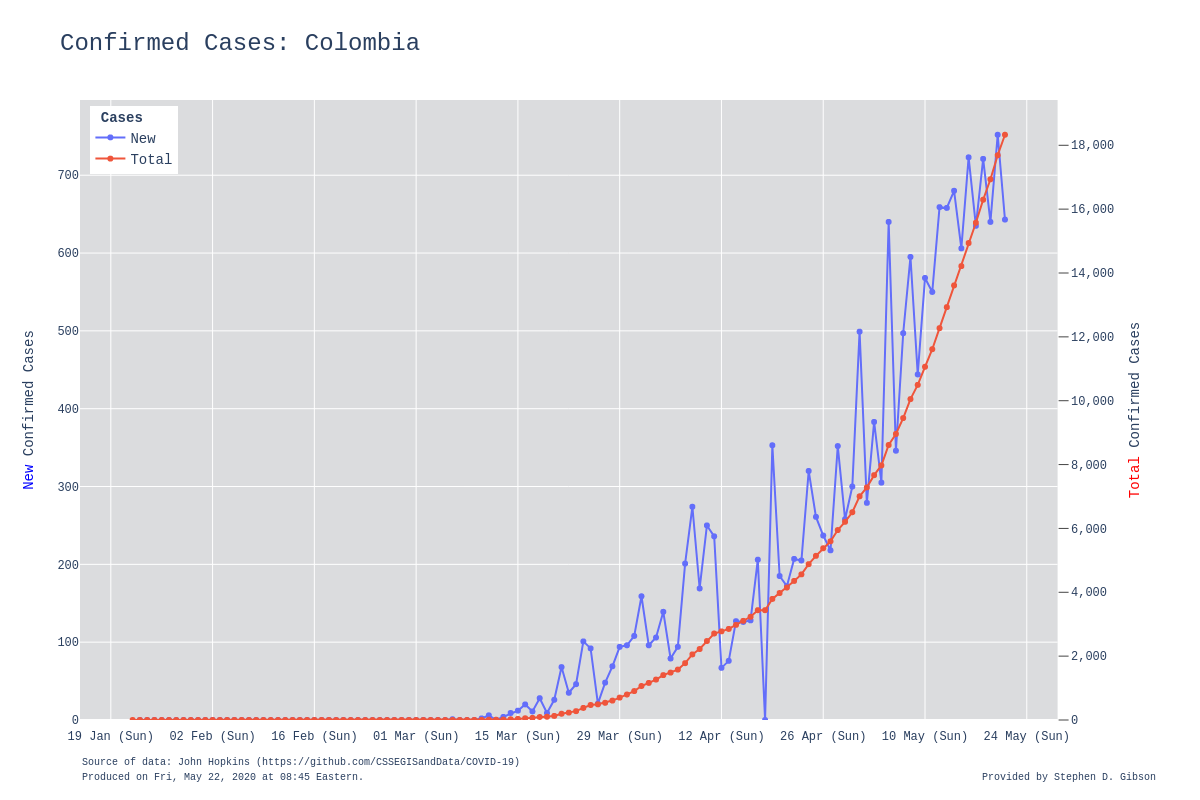 Confirmed Cases: Colombia
Cases
New
Total
700
600
500
400
300
200
100
0
New Confirmed Cases
18,000
16,000
14,000
12,000
10,000
8,000
6,000
4,000
2,000
0
Total Confirmed Cases
19 Jan (Sun) 02 Feb (Sun) 16 Feb (Sun) 01 Mar (Sun) 15 Mar (Sun) 29 Mar (Sun) 12 Apr (Sun) 26 Apr (Sun) 10 May (Sun) 24 May (Sun)
Source of data: John Hopkins (https://github.com/CSSEGISandData/COVID-19)
Produced on Fri, May 22, 2020 at 08:45 Eastern.
Provided by Stephen D. Gibson